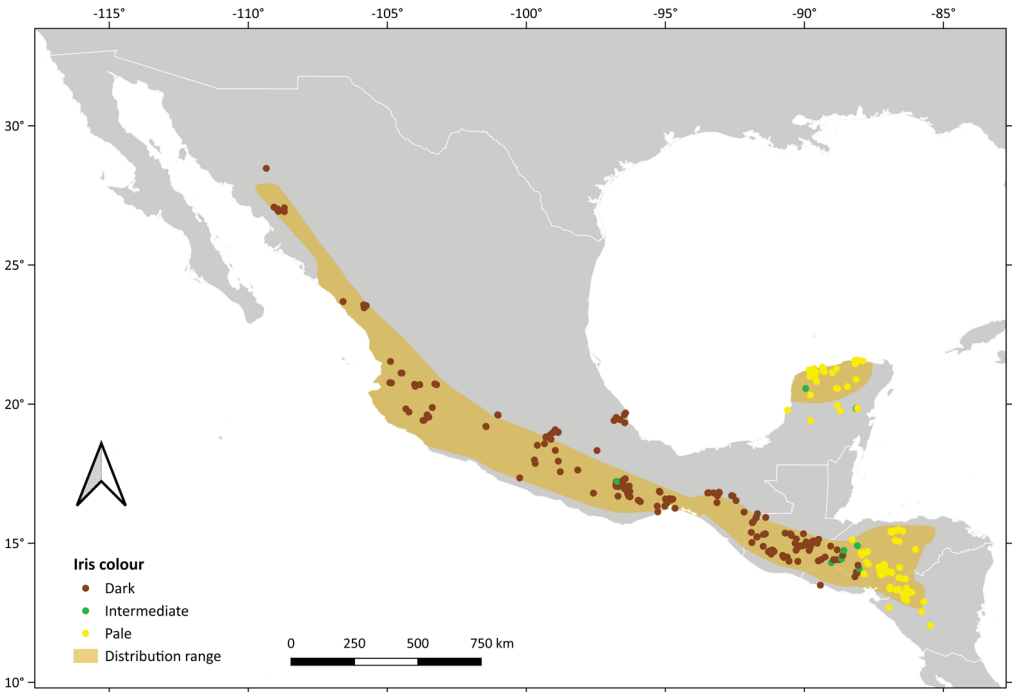 -115° -110° -105° -100° -95° -90° -85°
30°
25°
20°
15°
10°
Iris colour
Dark
Intermediate
Pale
Distribution range
0 250 500 750 km